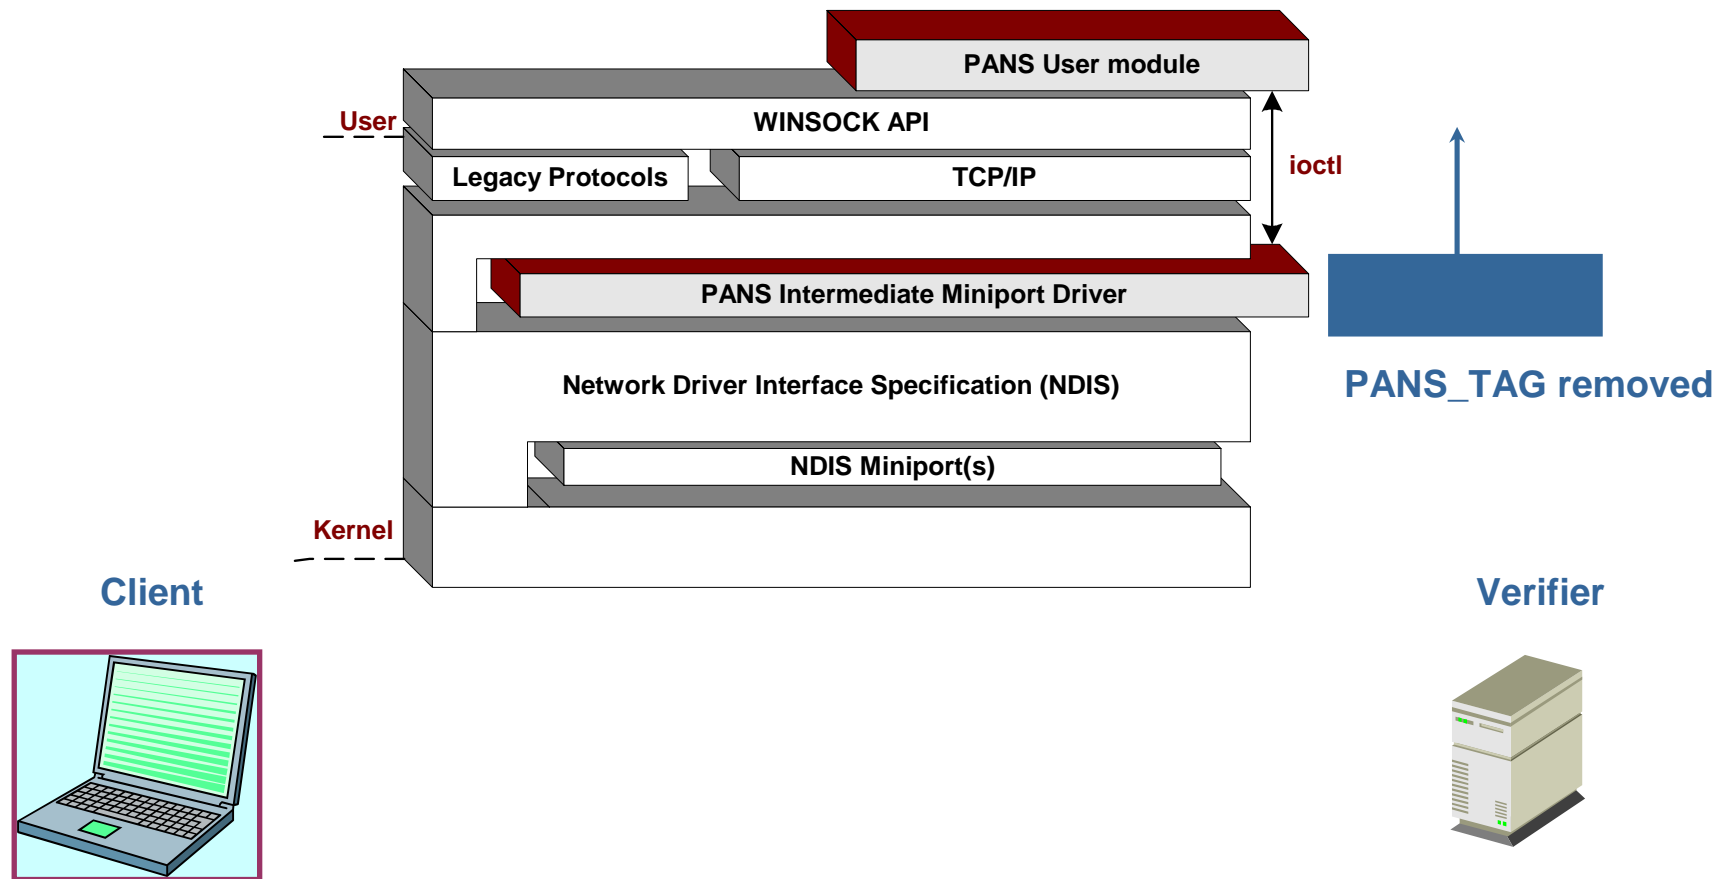 PANS User module
WINSOCK API
User
Legacy Protocols
TCP/IP
ioctl
PANS Intermediate Miniport Driver
Network Driver Interface Specification (NDIS)
PANS_TAG removed
NDIS Miniport(s)
Kernel
Client
Verifier